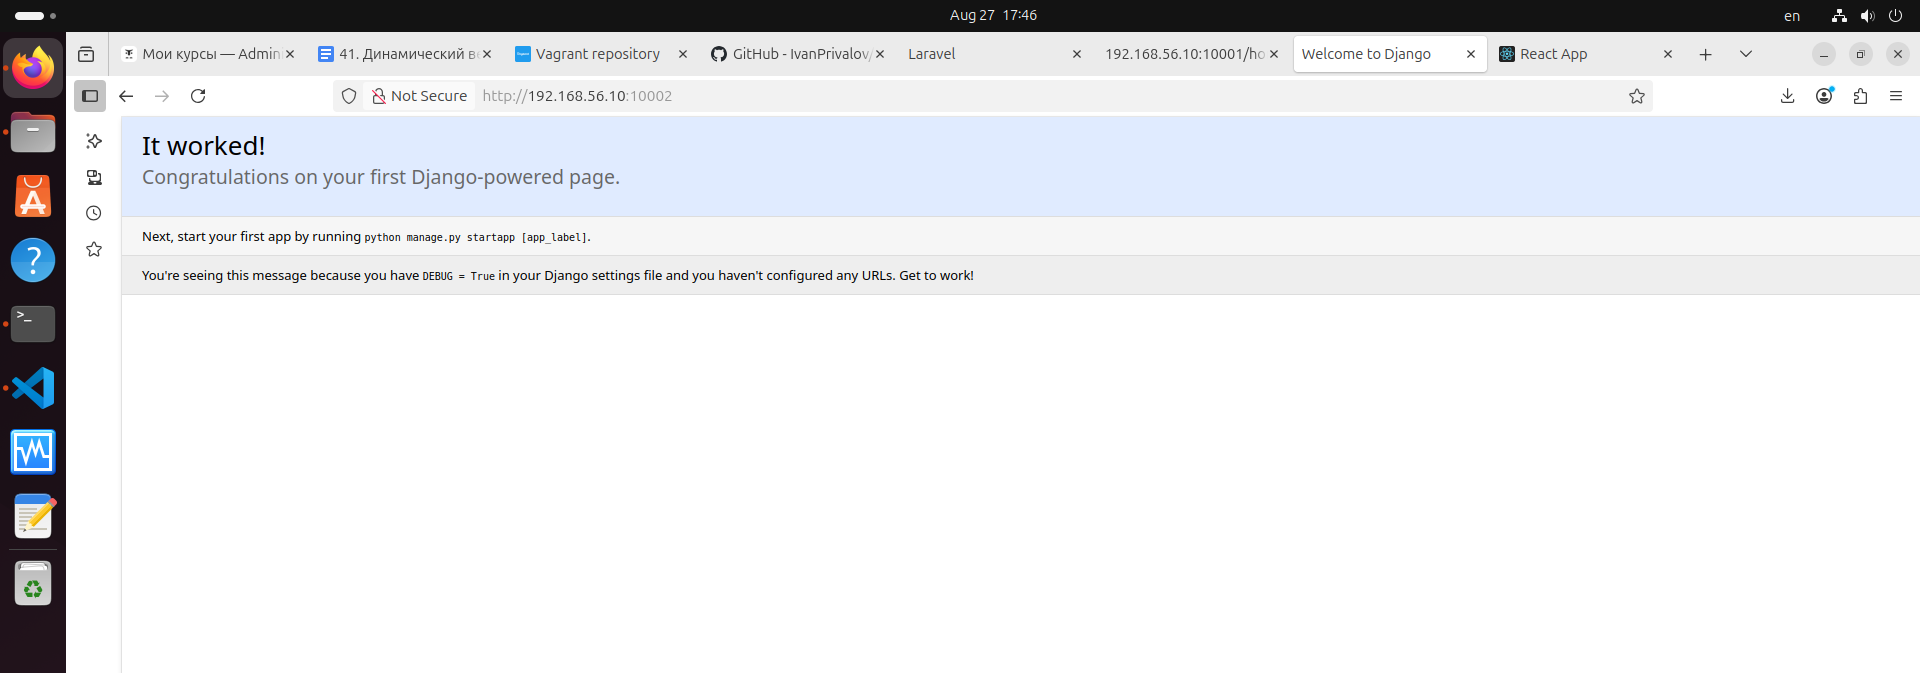 Aug 27 17:46
en
Мои курсы — Admin
41. Динамический ве
Vagrant repository
GitHub - IvanPrivalov/
Laravel
192.168.56.10:10001/ho
Welcome to Django
React App
Not Secure
http://192.168.56.10:10002
It worked!
Congratulations on your first Django-powered page.
Next, start your first app by running python manage.py startapp [app_label].
You're seeing this message because you have DEBUG = True in your Django settings file and you haven't configured any URLs. Get to work!